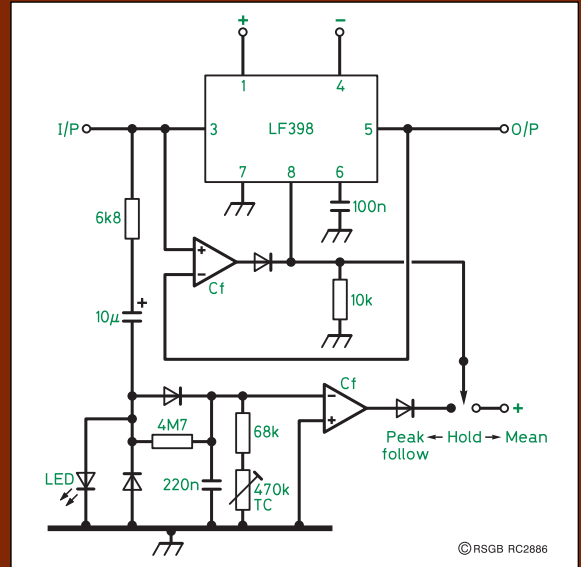 + −
1 4
I/P 3 LF398 5 O/P
7 8 6
6k8
100n
+
−
Cf
10k
+
10µ
Cf
−
+
4M7
68k
+
Peak ← Hold → Mean
follow
LED
220n
470k
TC
© RSGB RC2886